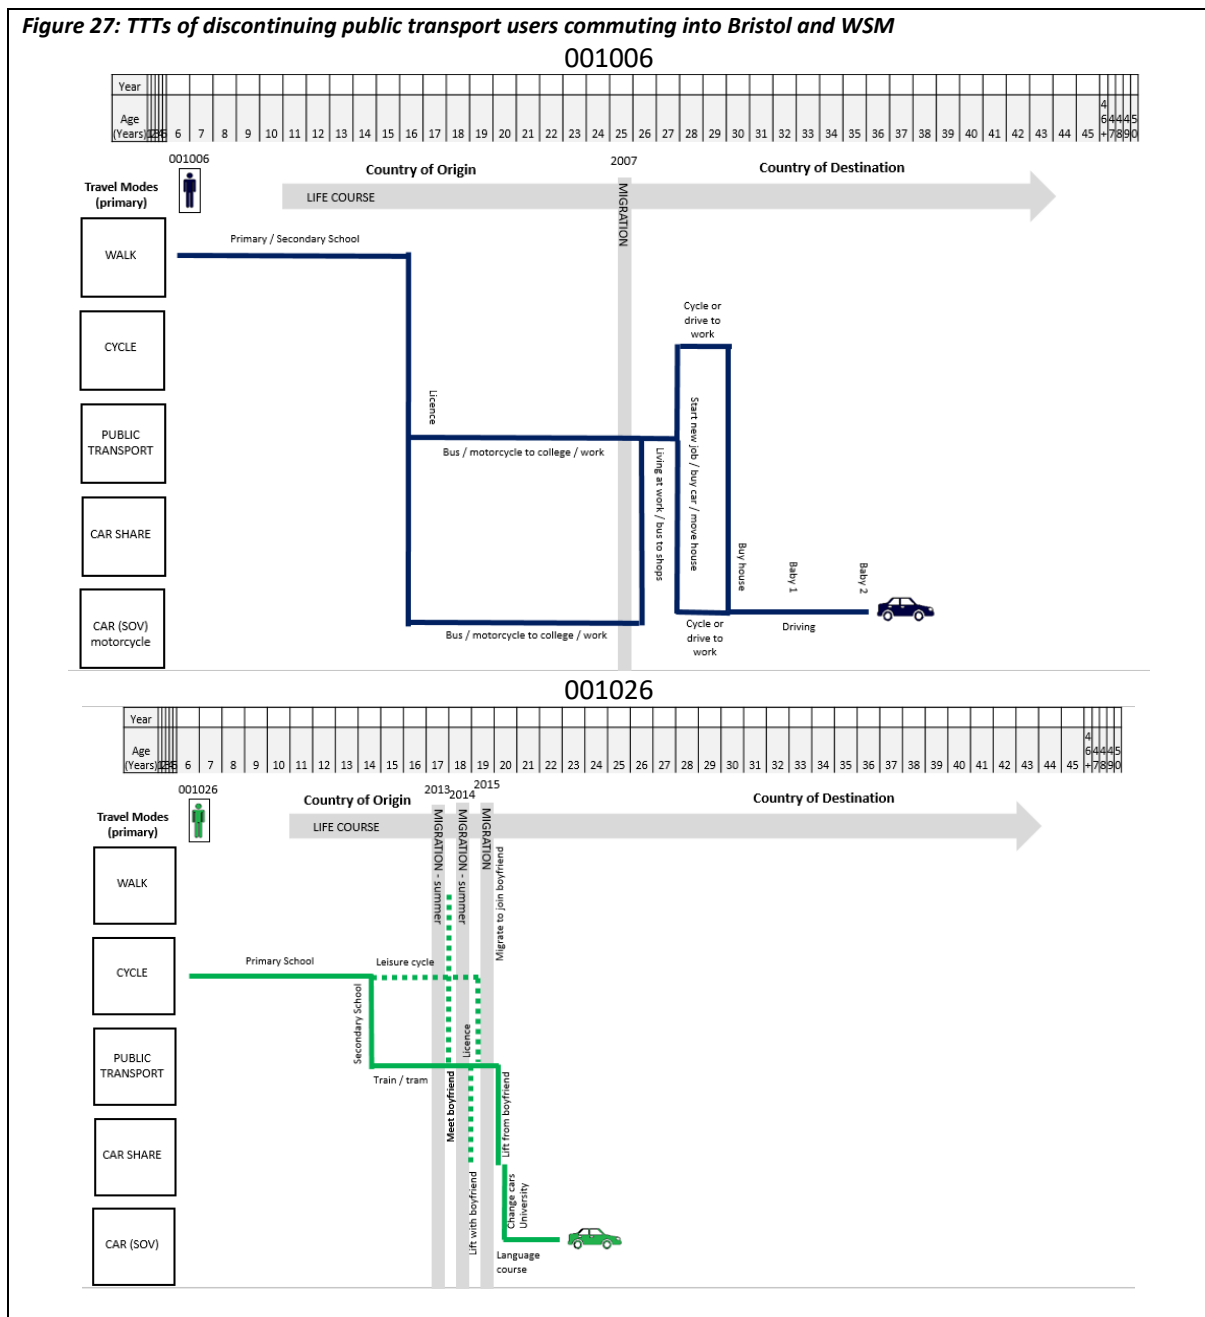 Figure 27: TTTs of discontinuing public transport users commuting into Bristol and WSM
001006
Year
Age
(Years)
6 7 8 9 10 11 12 13 14 15 16 17 18 19 20 21 22 23 24 25 26 27 28 29 30 31 32 33 34 35 36 37 38 39 40 41 42 43 44 45 46+ 47 48 49 50
001006
Country of Origin
2007
Country of Destination
Travel Modes
(primary)
LIFE COURSE
MIGRATION
WALK
Primary / Secondary School
CYCLE
Cycle or
drive to
work
Licence
PUBLIC
TRANSPORT
Bus / motorcycle to college / work
Living at work / bus to shops
Start new job / buy car / move house
CAR SHARE
Buy house
Baby 1
Baby 2
CAR (SOV)
motorcycle
Bus / motorcycle to college / work
Cycle or
drive to
work
Driving
001026
Year
Age
(Years)
6 7 8 9 10 11 12 13 14 15 16 17 18 19 20 21 22 23 24 25 26 27 28 29 30 31 32 33 34 35 36 37 38 39 40 41 42 43 44 45 46+ 47 48 49 50
001026
Country of Origin
2013
2014
2015
Country of Destination
Travel Modes
(primary)
LIFE COURSE
MIGRATION - summer
MIGRATION - summer
MIGRATION
Migrate to join boyfriend
WALK
CYCLE
Primary School
Leisure cycle
Secondary School
Licence
PUBLIC
TRANSPORT
Train / tram
Meet boyfriend
Lift from boyfriend
CAR SHARE
Lift with boyfriend
Change cars
University
CAR (SOV)
Language
course